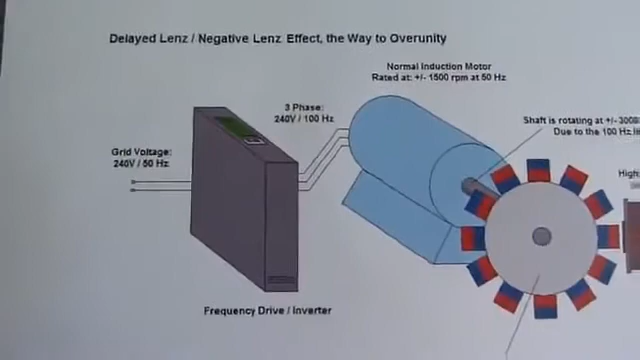 Delayed Lenz / Negative Lenz Effect, the Way to Overunity
Normal Induction Motor
Rated at: +/- 1500 rpm at 50 Hz
3 Phase:
240V / 100 Hz
Shaft is rotating at +/- 300
Due to the 100 Hz
Grid Voltage:
240V / 50 Hz
High
Frequency Drive / Inverter